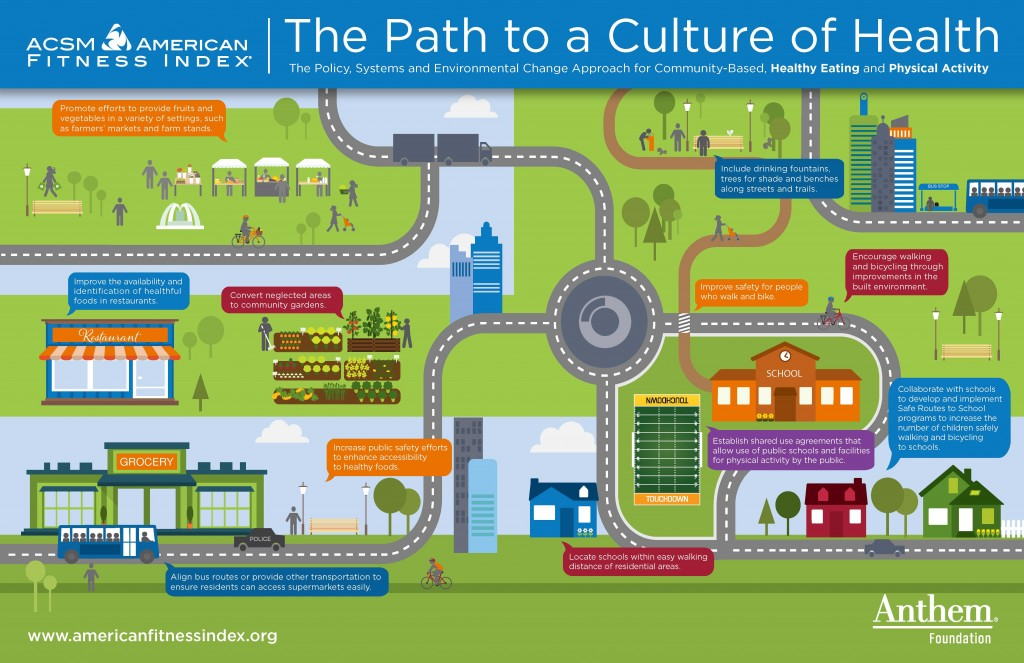 ACSM AMERICAN
FITNESS INDEX®
The Path to a Culture of Health
The Policy, Systems and Environmental Change Approach for Community-Based, Healthy Eating and Physical Activity
Promote efforts to provide fruits and
vegetables in a variety of settings, such
as farmers' markets and farm stands.
Include drinking fountains,
trees for shade and benches
along streets and trails.
BUS STOP
Improve the availability and
identification of healthful
foods in restaurants.
Convert neglected areas
to community gardens.
Improve safety for people
who walk and bike.
Encourage walking
and bicycling through
improvements in the
built environment.
Restaurant
SCHOOL
TOUCHDOWN
Collaborate with schools
to develop and implement
Safe Routes to School
programs to increase the
number of children safely
walking and bicycling
to schools.
Establish shared use agreements that
allow use of public schools and facilities
for physical activity by the public.
TOUCHDOWN
GROCERY
Increase public safety efforts
to enhance accessibility
to healthy foods.
POLICE
Locate schools within easy walking
distance of residential areas.
Align bus routes or provide other transportation to
ensure residents can access supermarkets easily.
www.americanfitnessindex.org
Anthem®
Foundation